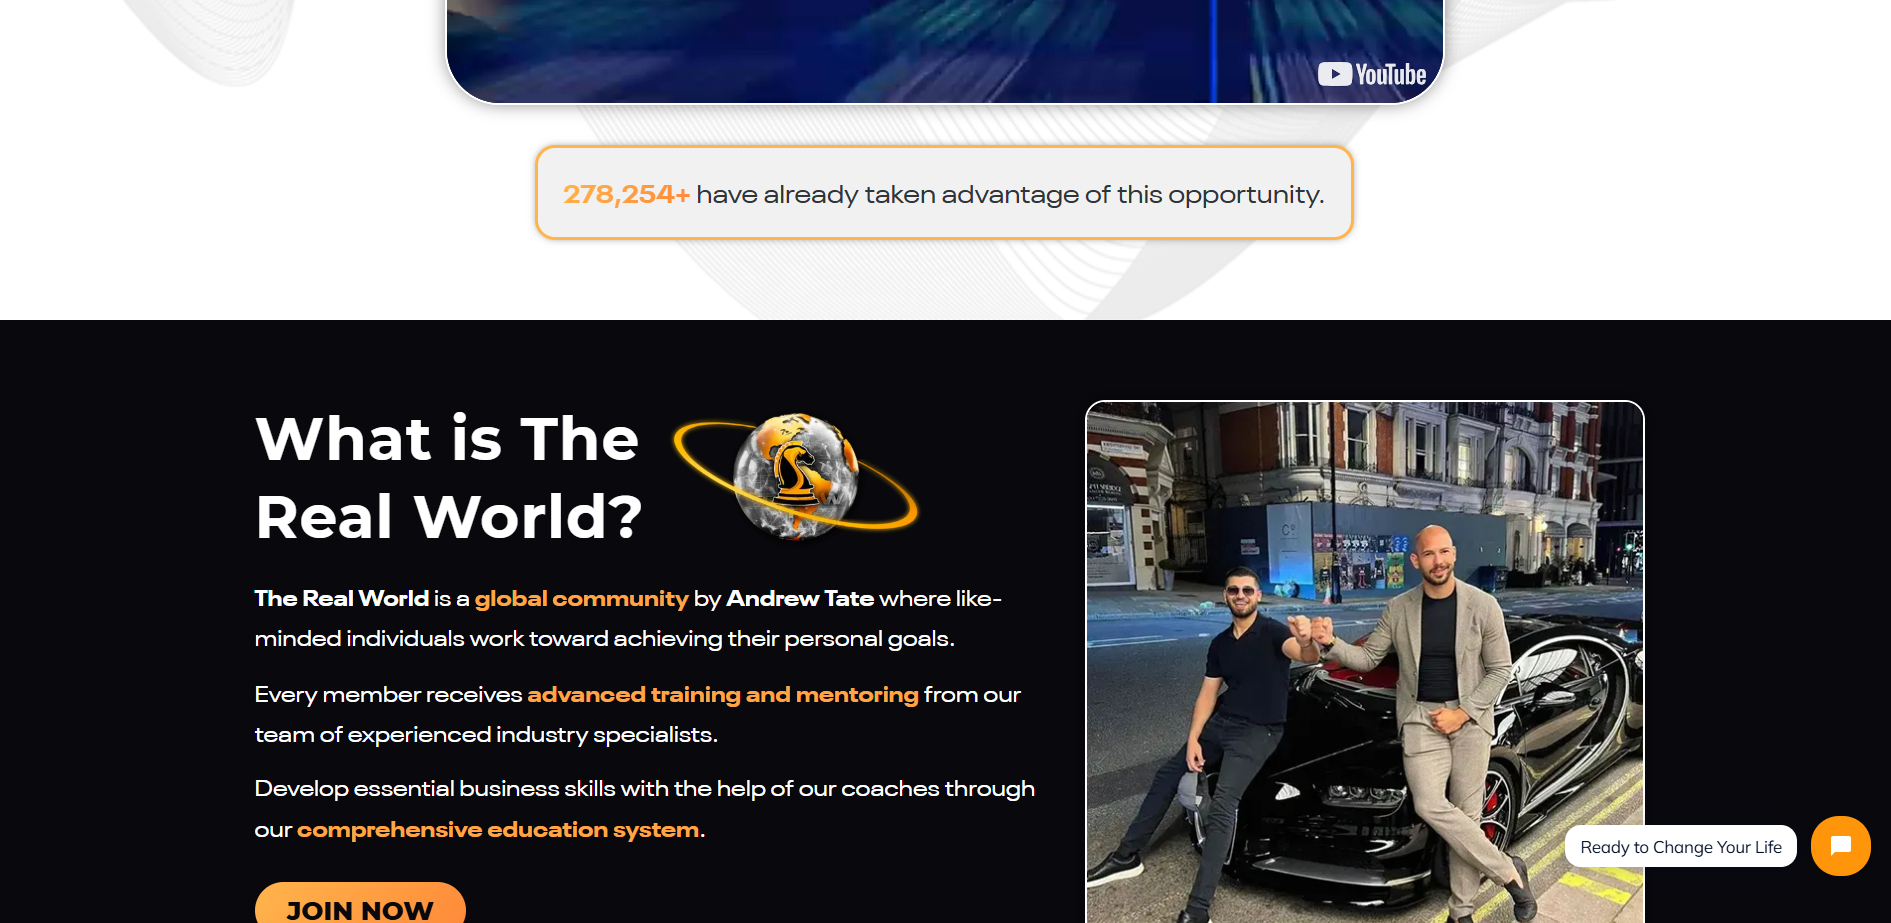 YouTube
278,254+ have already taken advantage of this opportunity.
What is The
Real World?
The Real World is a global community by Andrew Tate where like-
minded individuals work toward achieving their personal goals.
Every member receives advanced training and mentoring from our
team of experienced industry specialists.
Develop essential business skills with the help of our coaches through
our comprehensive education system.
JOIN NOW
Ready to Change Your Life